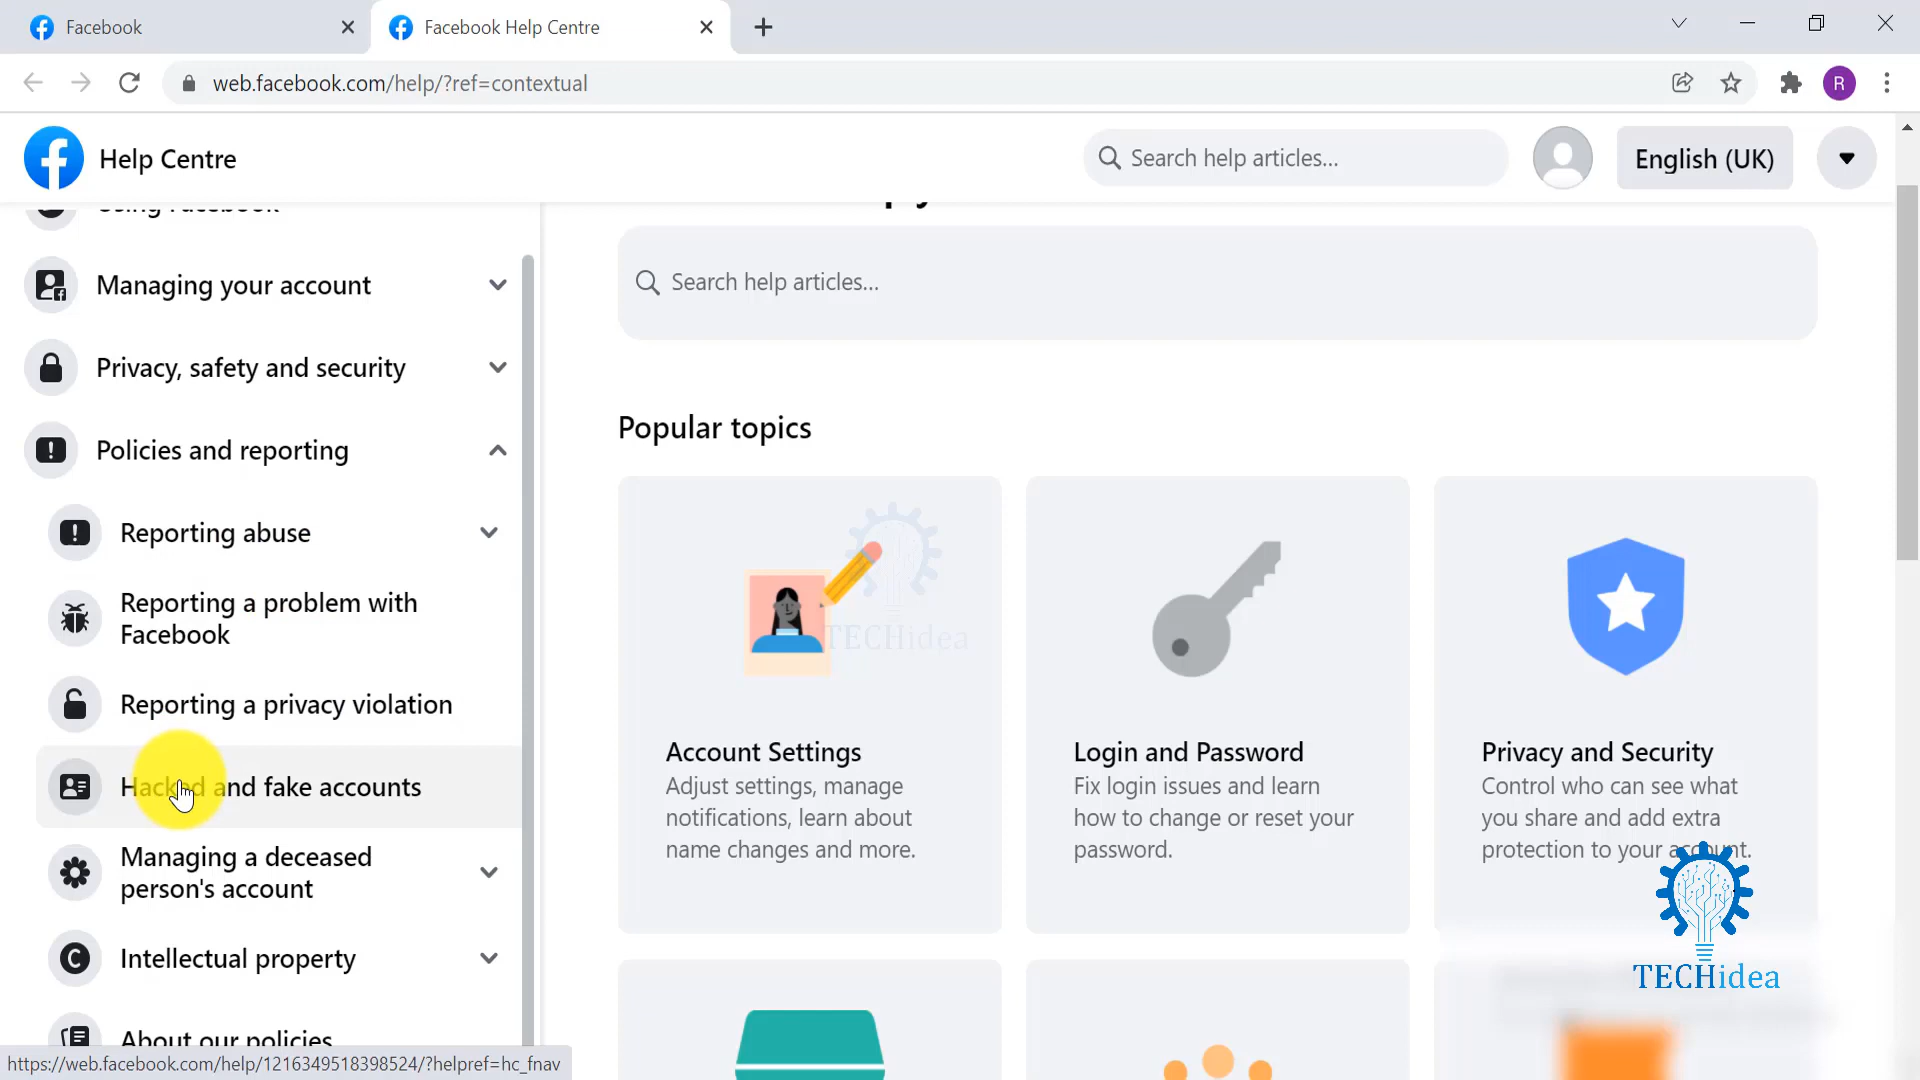 Facebook
Facebook Help Centre
web.facebook.com/help/?ref=contextual
R
Help Centre
Search help articles...
English (UK)
Using Facebook
Managing your account
Privacy, safety and security
Policies and reporting
Reporting abuse
Reporting a problem with
Facebook
Reporting a privacy violation
Hacked and fake accounts
Managing a deceased
person's account
Intellectual property
About our policies
https://web.facebook.com/help/1216349518398524/?helpref=hc_fnav
Search help articles...
Popular topics
TECHidea
Account Settings
Adjust settings, manage
notifications, learn about
name changes and more.
Login and Password
Fix login issues and learn
how to change or reset your
password.
Privacy and Security
Control who can see what
you share and add extra
protection to your account.
TECHidea